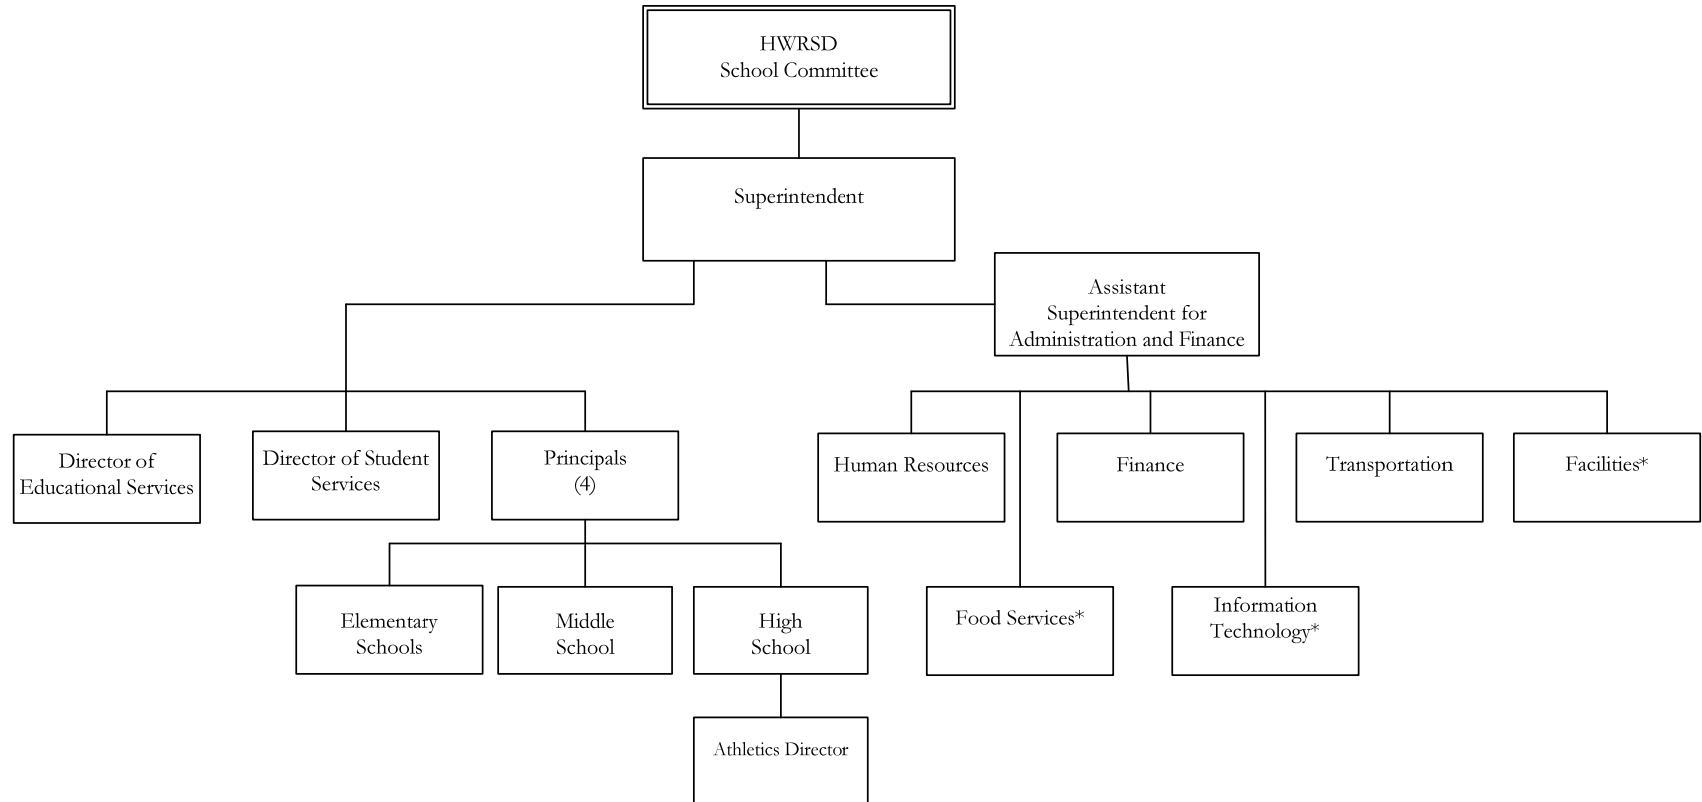 HWRSD
School Committee
Superintendent
Assistant
Superintendent for
Administration and Finance
Director of
Educational Services
Director of Student
Services
Principals
(4)
Human Resources
Finance
Transportation
Facilities*
Elementary
Schools
Middle
School
High
School
Food Services*
Information
Technology*
Athletics Director